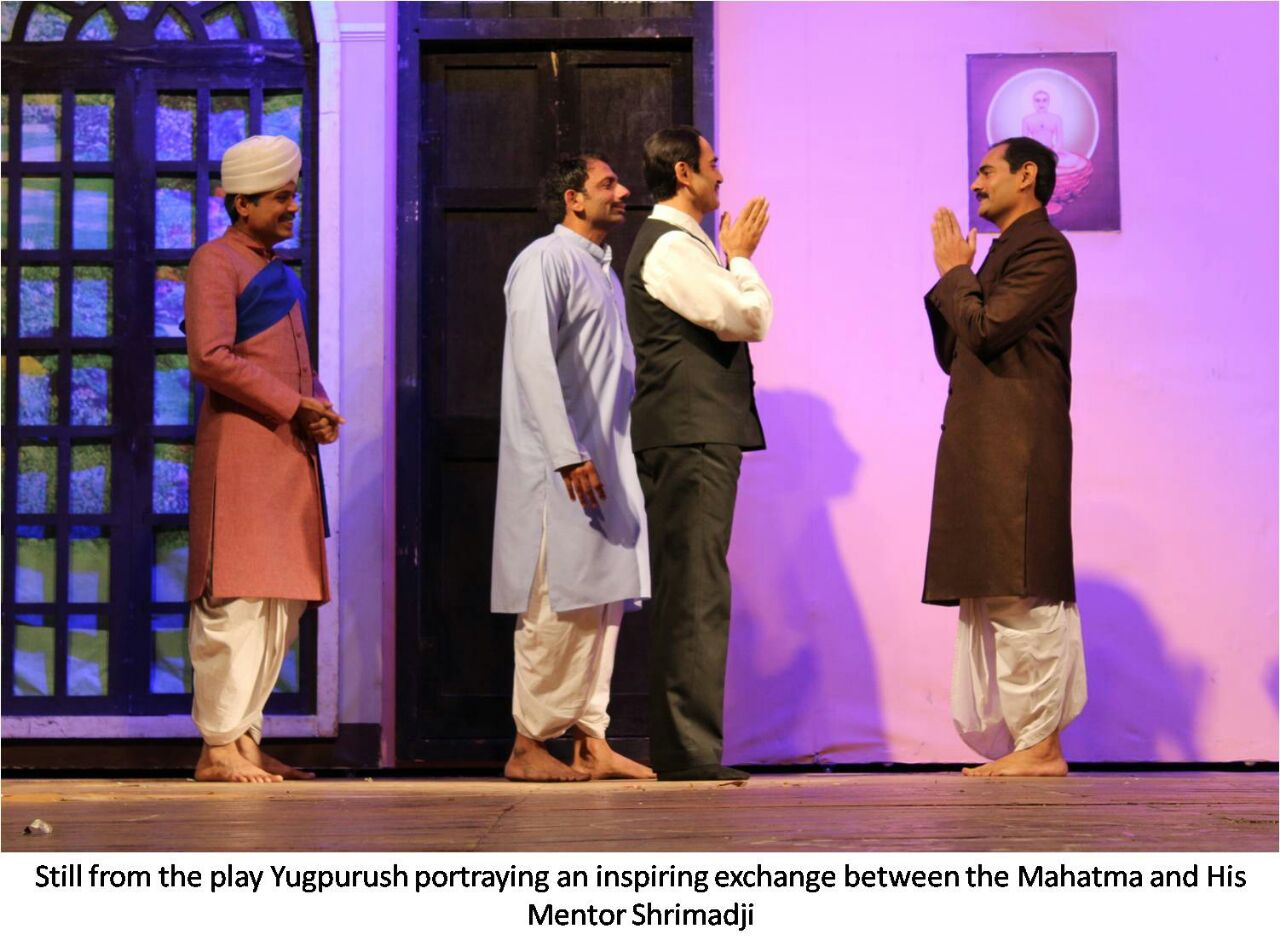 Still from the play Yugpurush portraying an inspiring exchange between the Mahatma and His
Mentor Shrimadji